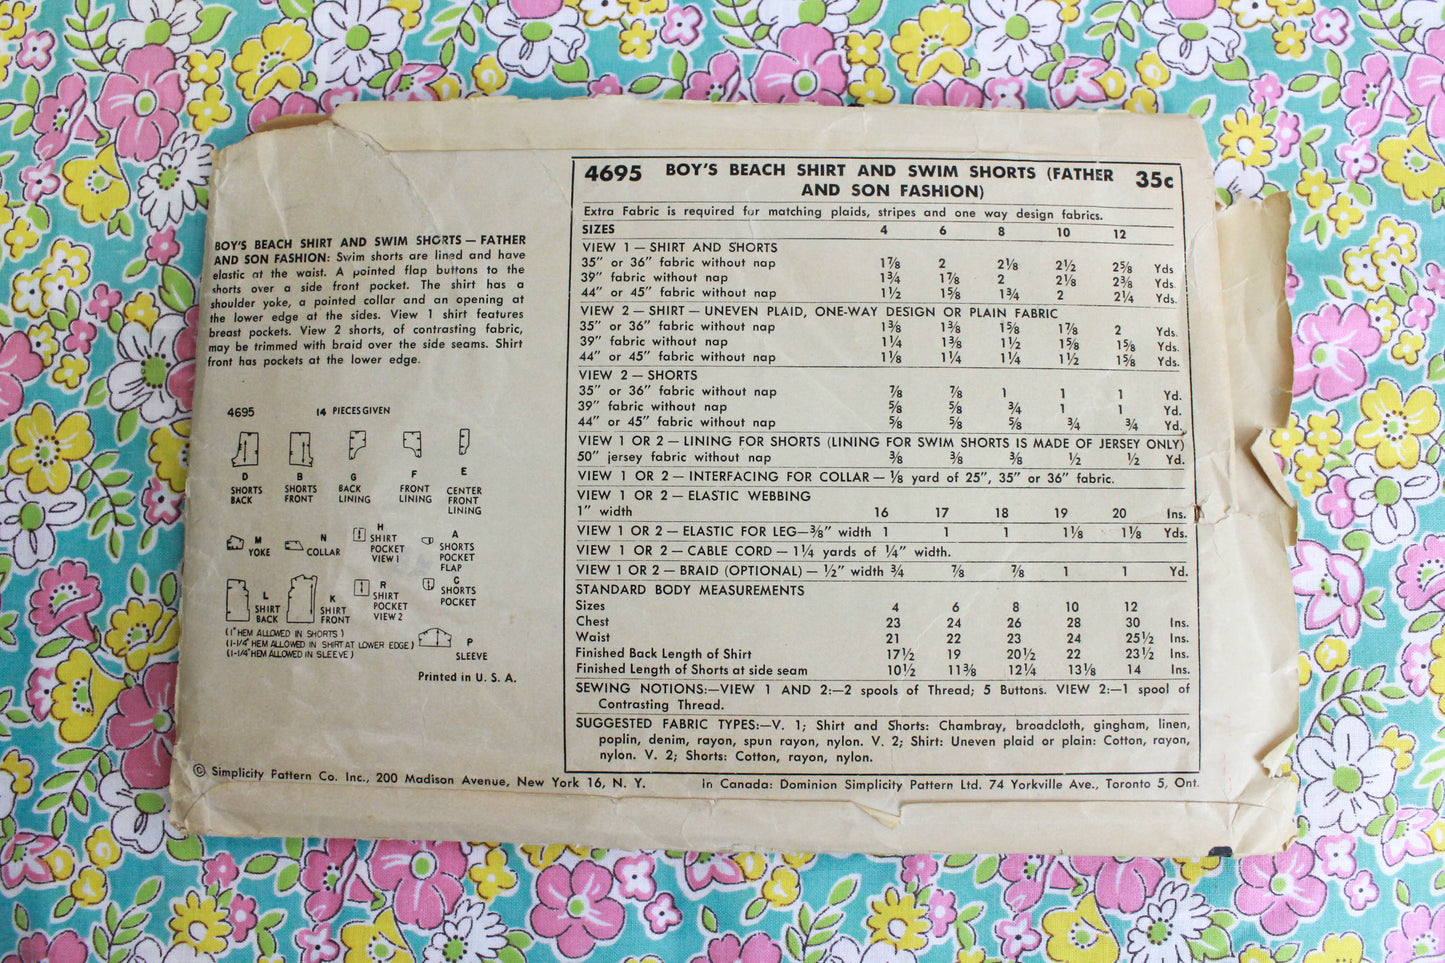 BOY'S BEACH SHIRT AND SWIM SHORTS — FATHER
AND SON FASHION: Swim shorts are lined and have
elastic at the waist. A pointed flap buttons to the
shorts over a side front pocket. The shirt has a
shoulder yoke, a pointed collar and an opening at
the lower edge at the sides. View 1 shirt features
breast pockets. View 2 shorts, of contrasting fabric,
may be trimmed with braid over the side seams. Shirt
front has pockets at the lower edge.
4695 14 PIECES GIVEN
D SHORTS BACK
B SHORTS FRONT
G BACK LINING
F FRONT LINING
E CENTER FRONT LINING
M YOKE
N COLLAR
H SHIRT POCKET VIEW 1
A SHORTS POCKET FLAP
L SHIRT BACK
K SHIRT FRONT
R SHIRT POCKET VIEW 2
C SHORTS POCKET
(1" HEM ALLOWED IN SHORTS)
(1-1/4" HEM ALLOWED IN SHIRT AT LOWER EDGE)
(1-1/4" HEM ALLOWED IN SLEEVE)
P SLEEVE
Printed in U. S. A.
4695 BOY'S BEACH SHIRT AND SWIM SHORTS (FATHER 35c
AND SON FASHION)
Extra Fabric is required for matching plaids, stripes and one way design fabrics.
SIZES 4 6 8 10 12
VIEW 1 — SHIRT AND SHORTS
35" or 36" fabric without nap 1⅞ 2 2⅛ 2½ 2⅝ Yds
39" fabric without nap 1¾ 1⅞ 2 2⅛ 2⅜ Yds.
44" or 45" fabric without nap 1½ 1⅝ 1¾ 2 2¼ Yds.
VIEW 2 — SHIRT — UNEVEN PLAID, ONE-WAY DESIGN OR PLAIN FABRIC
35" or 36" fabric without nap 1⅜ 1⅜ 1⅝ 1⅞ 2 Yds.
39" fabric without nap 1¼ 1⅜ 1½ 1⅝ 1⅝ Yds.
44" or 45" fabric without nap 1⅛ 1¼ 1¼ 1½ 1⅝ Yds.
VIEW 2 — SHORTS
35" or 36" fabric without nap ⅞ ⅞ 1 1 1 Yd.
39" fabric without nap ⅝ ⅝ ¾ 1 1 Yd.
44" or 45" fabric without nap ⅝ ⅝ ⅝ ¾ ¾ Yd.
VIEW 1 OR 2 — LINING FOR SHORTS (LINING FOR SWIM SHORTS IS MADE OF JERSEY ONLY)
50" jersey fabric without nap ⅜ ⅜ ⅜ ½ ½ Yd.
VIEW 1 OR 2 — INTERFACING FOR COLLAR — ⅛ yard of 25", 35" or 36" fabric.
VIEW 1 OR 2 — ELASTIC WEBBING
1" width 16 17 18 19 20 Ins.
VIEW 1 OR 2 — ELASTIC FOR LEG—⅜" width 1 1 1 1⅛ 1⅛ Yds.
VIEW 1 OR 2 — CABLE CORD — 1¼ yards of ¼" width.
VIEW 1 OR 2 — BRAID (OPTIONAL) — ½" width ¾ ⅞ ⅞ 1 1 Yd.
STANDARD BODY MEASUREMENTS
Sizes 4 6 8 10 12
Chest 23 24 26 28 30 Ins.
Waist 21 22 23 24 25½ Ins.
Finished Back Length of Shirt 17½ 19 20½ 22 23½ Ins.
Finished Length of Shorts at side seam 10½ 11⅜ 12¼ 13⅛ 14 Ins.
SEWING NOTIONS:—VIEW 1 AND 2:—2 spools of Thread; 5 Buttons. VIEW 2:—1 spool of
Contrasting Thread.
SUGGESTED FABRIC TYPES:—V. 1; Shirt and Shorts: Chambray, broadcloth, gingham, linen,
poplin, denim, rayon, spun rayon, nylon. V. 2; Shirt: Uneven plaid or plain: Cotton, rayon,
nylon. V. 2; Shorts: Cotton, rayon, nylon.
© Simplicity Pattern Co. Inc., 200 Madison Avenue, New York 16, N. Y. in Canada: Dominion Simplicity Pattern Ltd. 74 Yorkville Ave., Toronto 5, Ont.